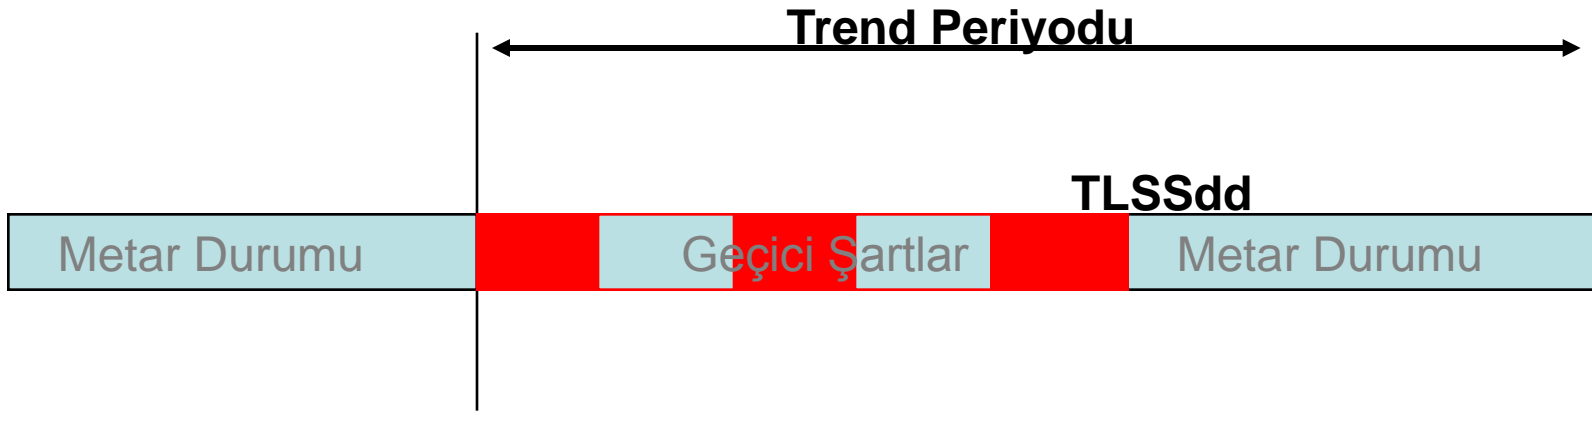 Trend Periyodu
TLSSdd
Metar Durumu
Geçici Şartlar
Metar Durumu